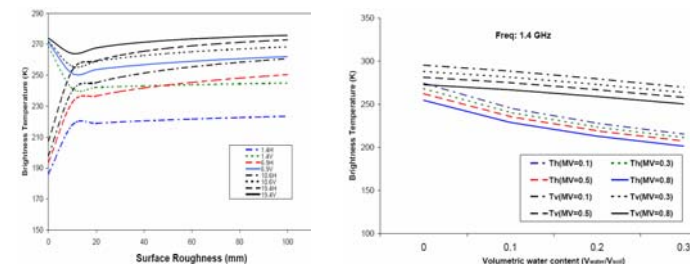 290
270
250
230
210
190
170
150
Brightness Temperature (K)
0 20 40 60 80 100
Surface Roughness (mm)
1.4H
1.4V
6.9H
6.9V
10.6H
10.6V
19.4H
19.4V
Freq: 1.4 GHz
350
300
250
200
150
100
Brightness Temperature (K)
0 0.1 0.2 0.3
Volumetric water content (Vwater/Vsoil)
Th(MV=0.1) Th(MV=0.3)
Th(MV=0.5) Th(MV=0.8)
Tv(MV=0.1) Tv(MV=0.3)
Tv(MV=0.5) Tv(MV=0.8)